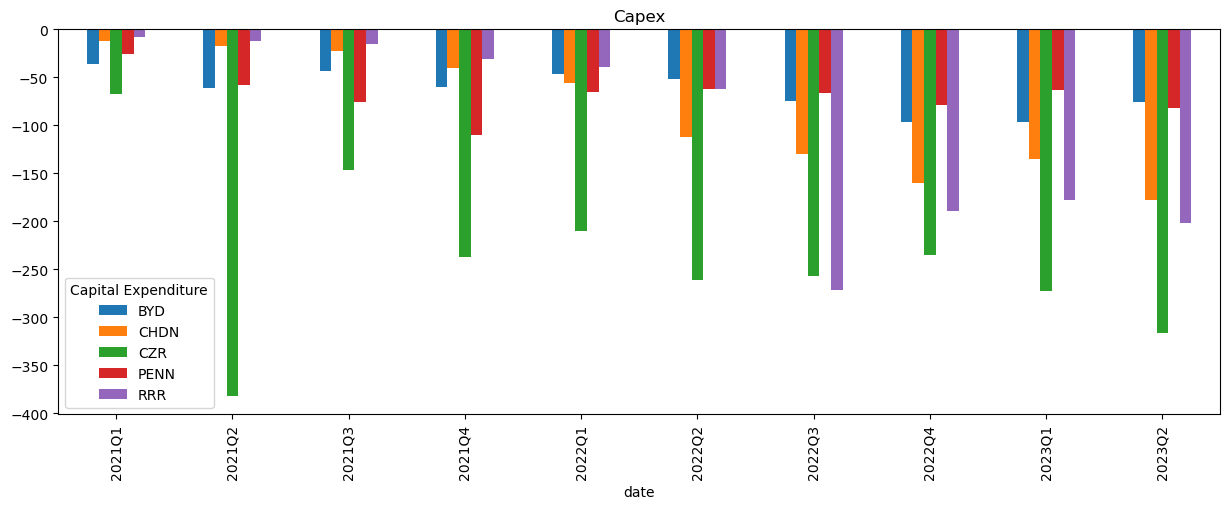 Capex
0
−50
−100
−150
−200
−250
−300
−350
−400
Capital Expenditure
BYD
CHDN
CZR
PENN
RRR
2021Q1
2021Q2
2021Q3
2021Q4
2022Q1
2022Q2
2022Q3
2022Q4
2023Q1
2023Q2
date